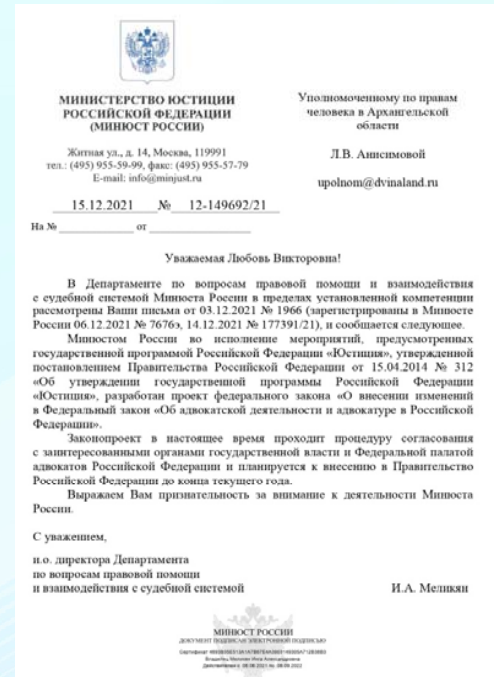 МИНИСТЕРСТВО ЮСТИЦИИ
РОССИЙСКОЙ ФЕДЕРАЦИИ
(МИНЮСТ РОССИИ)
Житная ул., д. 14, Москва, 119991
тел.: (495) 955-59-99, факс: (495) 955-57-79
E-mail: info@minjust.ru
15.12.2021 № 12-149692/21
На № от
Уполномоченному по правам
человека в Архангельской
области
Л.В. Анисимовой
upolnom@dvinaland.ru
Уважаемая Любовь Викторовна!
В Департаменте по вопросам правовой помощи и взаимодействия
с судебной системой Минюста России в пределах установленной компетенции
рассмотрены Ваши письма от 03.12.2021 № 1966 (зарегистрированы в Минюсте
России 06.12.2021 № 7676э, 14.12.2021 № 177391/21), и сообщается следующее.
Минюстом России во исполнение мероприятий, предусмотренных
государственной программой Российской Федерации «Юстиция», утвержденной
постановлением Правительства Российской Федерации от 15.04.2014 № 312
«Об утверждении государственной программы Российской Федерации
«Юстиция», разработан проект федерального закона «О внесении изменений
в Федеральный закон «Об адвокатской деятельности и адвокатуре в Российской
Федерации».
Законопроект в настоящее время проходит процедуру согласования
с заинтересованными органами государственной власти и Федеральной палатой
адвокатов Российской Федерации и планируется к внесению в Правительство
Российской Федерации до конца текущего года.
Выражаем Вам признательность за внимание к деятельности Минюста
России.
С уважением,
и.о. директора Департамента
по вопросам правовой помощи
и взаимодействия с судебной системой И.А. Меликян
МИНЮСТ РОССИИ
ДОКУМЕНТ ПОДПИСАН ЭЛЕКТРОННОЙ ПОДПИСЬЮ
Сертификат
Владелец Меликян Инга Александровна